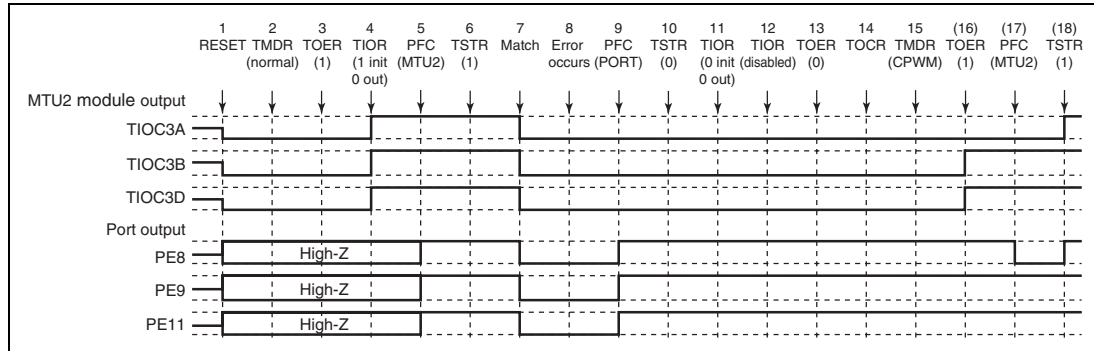 1 2 3 4 5 6 7 8 9 10 11 12 13 14 15 (16) (17) (18)
RESET TMDR TOER TIOR PFC TSTR Match Error PFC TSTR TIOR TIOR TOER TOCR TMDR TOER PFC TSTR
(normal) (1) (1 init (MTU2) (1) occurs (PORT) (0) (0 init (disabled) (0) (CPWM) (1) (MTU2) (1)
0 out) 0 out)
MTU2 module output
TIOC3A
TIOC3B
TIOC3D
Port output
PE8 High-Z
PE9 High-Z
PE11 High-Z